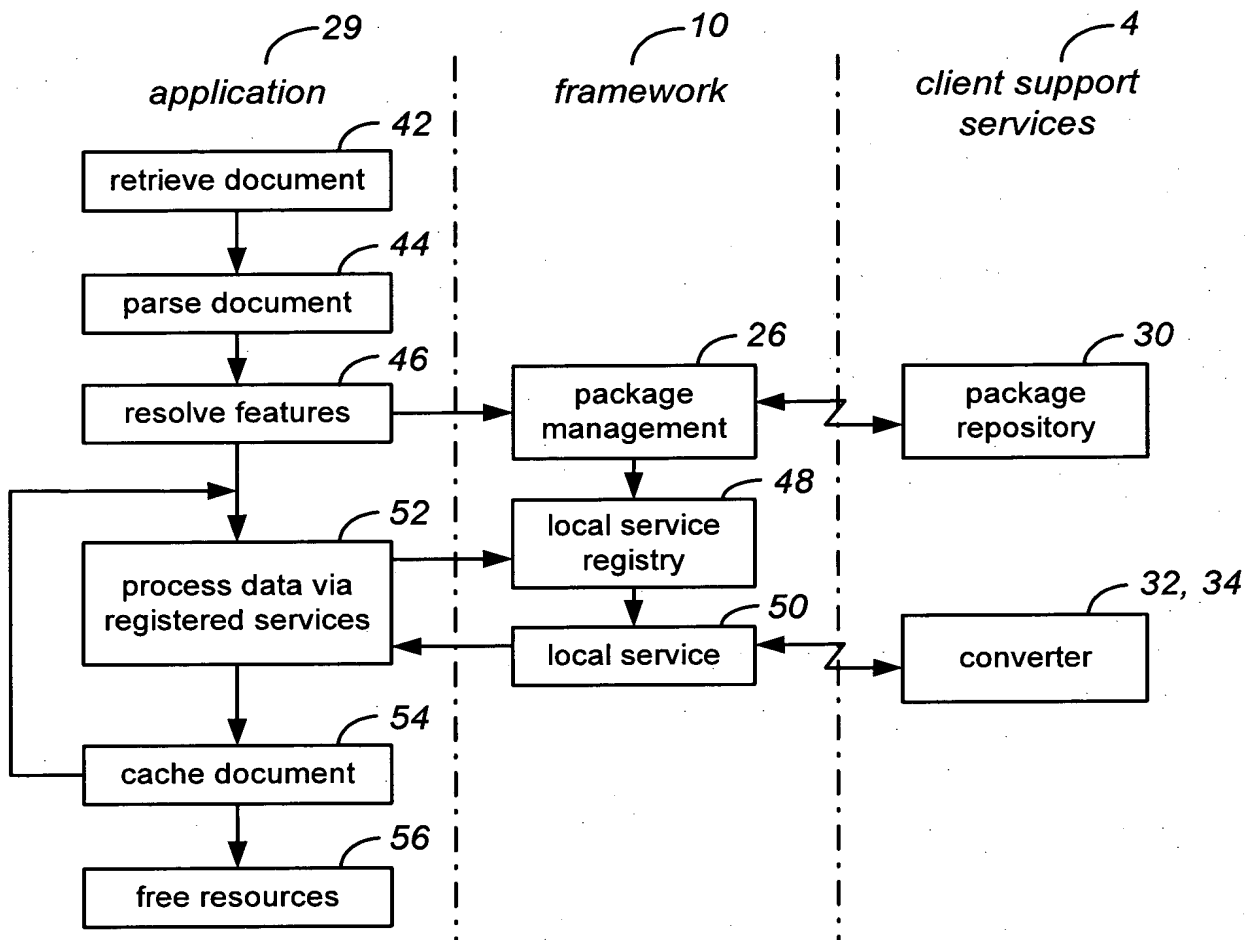 29
application
10
framework
4
client support
services
42
retrieve document
44
parse document
46
resolve features
26
package
management
30
package
repository
48
local service
registry
52
process data via
registered services
50
local service
32, 34
converter
54
cache document
56
free resources